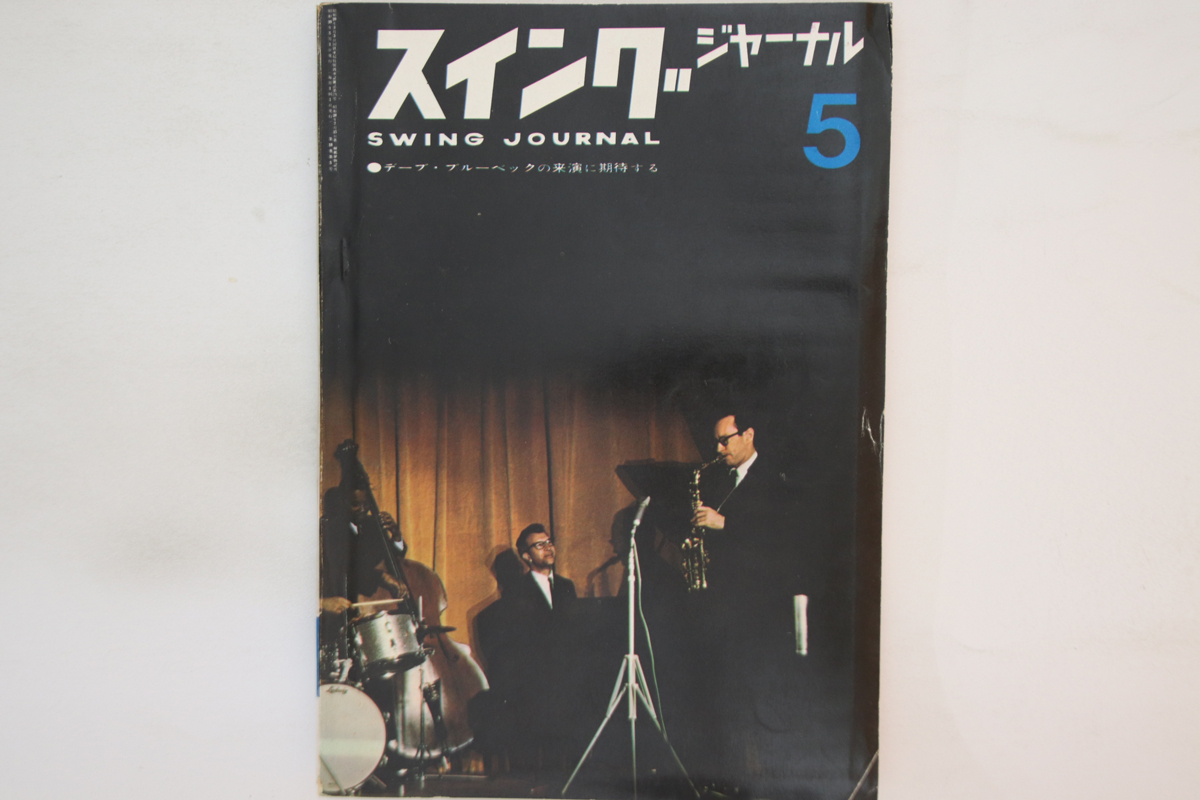 スイング
ジャーナル
5
SWING JOURNAL
●デーブ・ブルーベックの来演に期待する
Ludwig